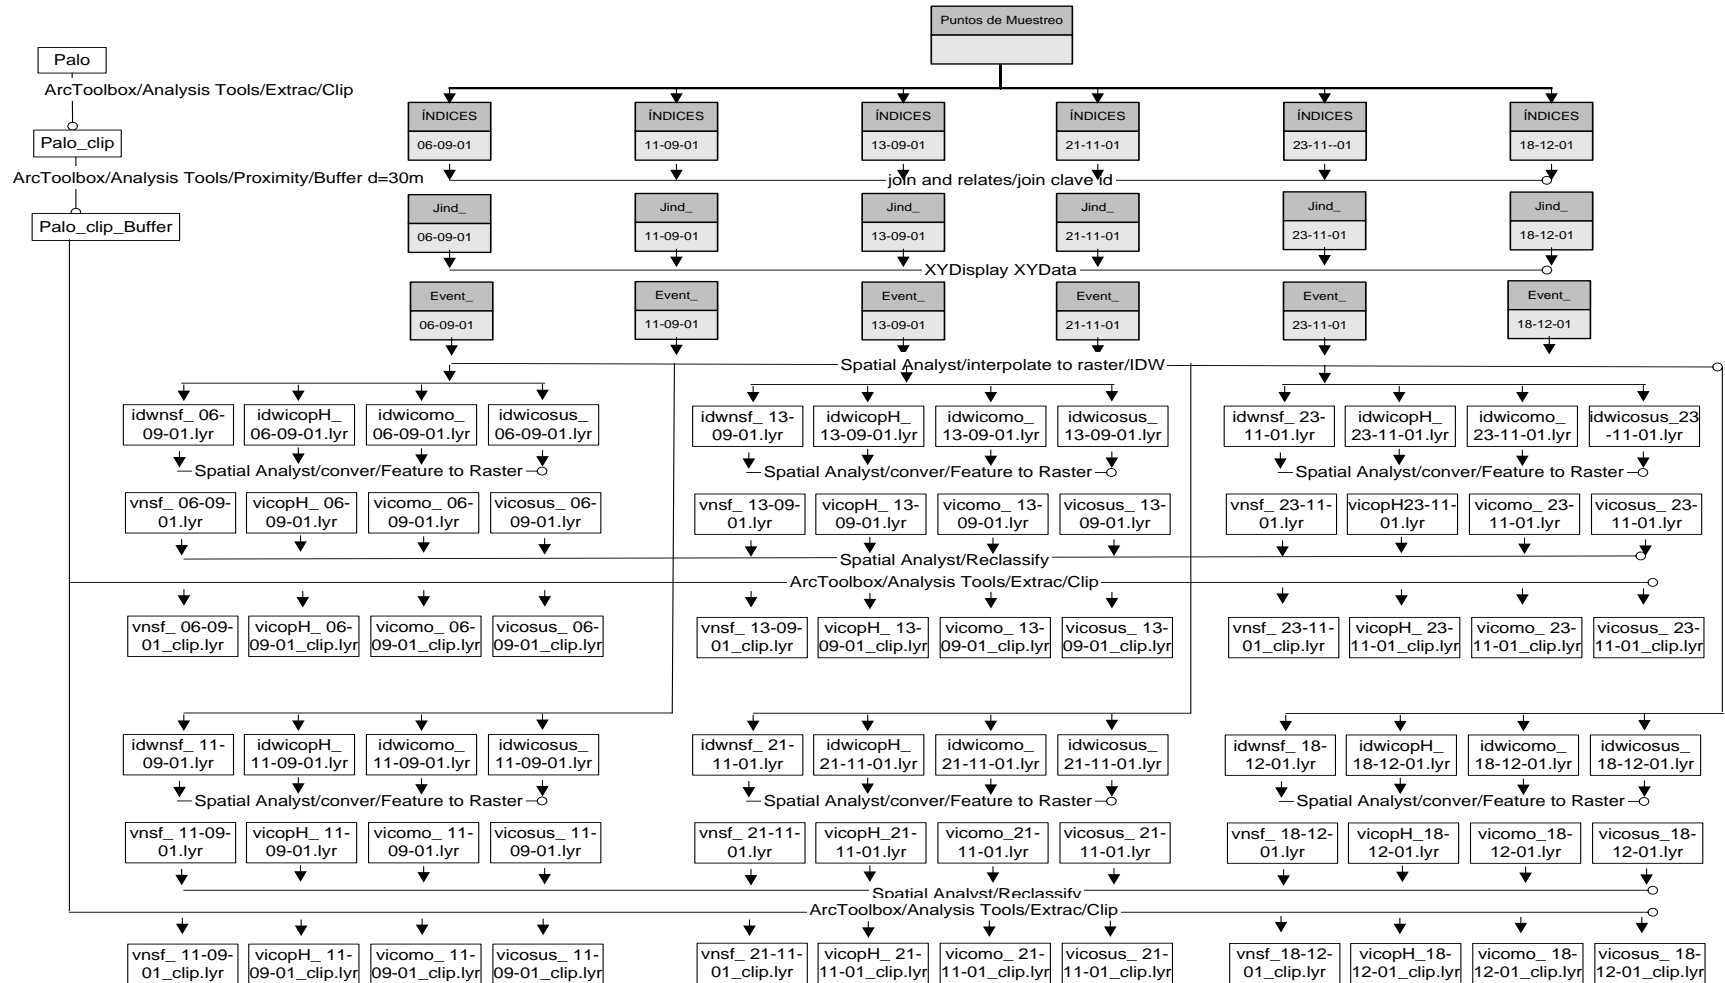 Puntos de Muestreo
Palo
ArcToolbox/Analysis Tools/Extrac/Clip
Palo_clip
ArcToolbox/Analysis Tools/Proximity/Buffer d=30m
Palo_clip_Buffer
ÍNDICES
06-09-01
ÍNDICES
11-09-01
ÍNDICES
13-09-01
ÍNDICES
21-11-01
ÍNDICES
23-11--01
ÍNDICES
18-12-01
join and relates/join clave id
Jind_
06-09-01
Jind_
11-09-01
Jind_
13-09-01
Jind_
21-11-01
Jind_
23-11-01
Jind_
18-12-01
XYDisplay XYData
Event_
06-09-01
Event_
11-09-01
Event_
13-09-01
Event_
21-11-01
Event_
23-11-01
Event_
18-12-01
Spatial Analyst/interpolate to raster/IDW
idwnsf_ 06-
09-01.lyr
idwicopH_
06-09-01.lyr
idwicomo_
06-09-01.lyr
idwicosus_
06-09-01.lyr
idwnsf_ 13-
09-01.lyr
idwicopH_
13-09-01.lyr
idwicomo_
13-09-01.lyr
idwicosus_
13-09-01.lyr
idwnsf_ 23-
11-01.lyr
idwicopH_
23-11-01.lyr
idwicomo_
23-11-01.lyr
idwicosus_23
-11-01.lyr
Spatial Analyst/conver/Feature to Raster
Spatial Analyst/conver/Feature to Raster
Spatial Analyst/conver/Feature to Raster
vnsf_ 06-09-
01.lyr
vicopH_ 06-
09-01.lyr
vicomo_ 06-
09-01.lyr
vicosus_ 06-
09-01.lyr
vnsf_ 13-09-
01.lyr
vicopH_ 13-
09-01.lyr
vicomo_ 13-
09-01.lyr
vicosus_ 13-
09-01.lyr
vnsf_ 23-11-
01.lyr
vicopH23-11-
01.lyr
vicomo_ 23-
11-01.lyr
vicosus_ 23-
11-01.lyr
Spatial Analyst/Reclassify
ArcToolbox/Analysis Tools/Extrac/Clip
vnsf_ 06-09-
01_clip.lyr
vicopH_ 06-
09-01_clip.lyr
vicomo_ 06-
09-01_clip.lyr
vicosus_ 06-
09-01_clip.lyr
vnsf_ 13-09-
01_clip.lyr
vicopH_ 13-
09-01_clip.lyr
vicomo_ 13-
09-01_clip.lyr
vicosus_ 13-
09-01_clip.lyr
vnsf_ 23-11-
01_clip.lyr
vicopH_ 23-
11-01_clip.lyr
vicomo_ 23-
11-01_clip.lyr
vicosus_ 23-
11-01_clip.lyr
idwnsf_ 11-
09-01.lyr
idwicopH_
11-09-01.lyr
idwicomo_
11-09-01.lyr
idwicosus_
11-09-01.lyr
idwnsf_ 21-
11-01.lyr
idwicopH_
21-11-01.lyr
idwicomo_
21-11-01.lyr
idwicosus_
21-11-01.lyr
idwnsf_ 18-
12-01.lyr
idwicopH_
18-12-01.lyr
idwicomo_
18-12-01.lyr
idwicosus_
18-12-01.lyr
Spatial Analyst/conver/Feature to Raster
Spatial Analyst/conver/Feature to Raster
Spatial Analyst/conver/Feature to Raster
vnsf_ 11-09-
01.lyr
vicopH_ 11-
09-01.lyr
vicomo_ 11-
09-01.lyr
vicosus_ 11-
09-01.lyr
vnsf_ 21-11-
01.lyr
vicopH_21-
11-01.lyr
vicomo_21-
11-01.lyr
vicosus_ 21-
11-01.lyr
vnsf_ 18-12-
01.lyr
vicopH_18-
12-01.lyr
vicomo_18-
12-01.lyr
vicosus_18-
12-01.lyr
Spatial Analyst/Reclassify
ArcToolbox/Analysis Tools/Extrac/Clip
vnsf_ 11-09-
01_clip.lyr
vicopH_ 11-
09-01_clip.lyr
vicomo_ 11-
09-01_clip.lyr
vicosus_ 11-
09-01_clip.lyr
vnsf_ 21-11-
01_clip.lyr
vicopH_ 21-
11-01_clip.lyr
vicomo_ 21-
11-01_clip.lyr
vicosus_ 21-
11-01_clip.lyr
vnsf_18-12-
01_clip.lyr
vicopH_18-
12-01_clip.lyr
vicomo_ 18-
12-01_clip.lyr
vicosus_ 18-
12-01_clip.lyr